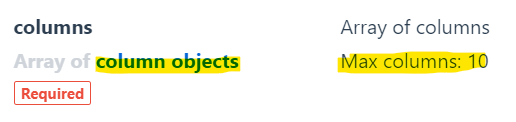 columns Array of columns
Array of column objects Max columns: 10
Required